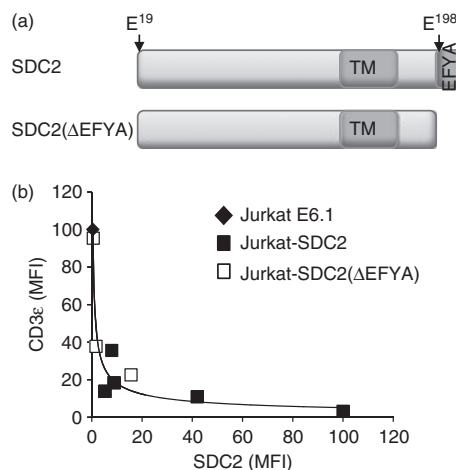 (a)
E19 E198
SDC2 TM EFYA
SDC2(ΔEFYA) TM
(b)
120
100
80
60
40
20
0
CD3ε (MFI)
Jurkat E6.1
Jurkat-SDC2
Jurkat-SDC2(ΔEFYA)
0 20 40 60 80 100 120
SDC2 (MFI)